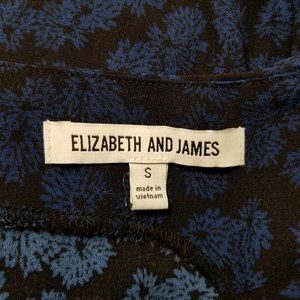 ELIZABETH AND JAMES
S
made in
vietnam